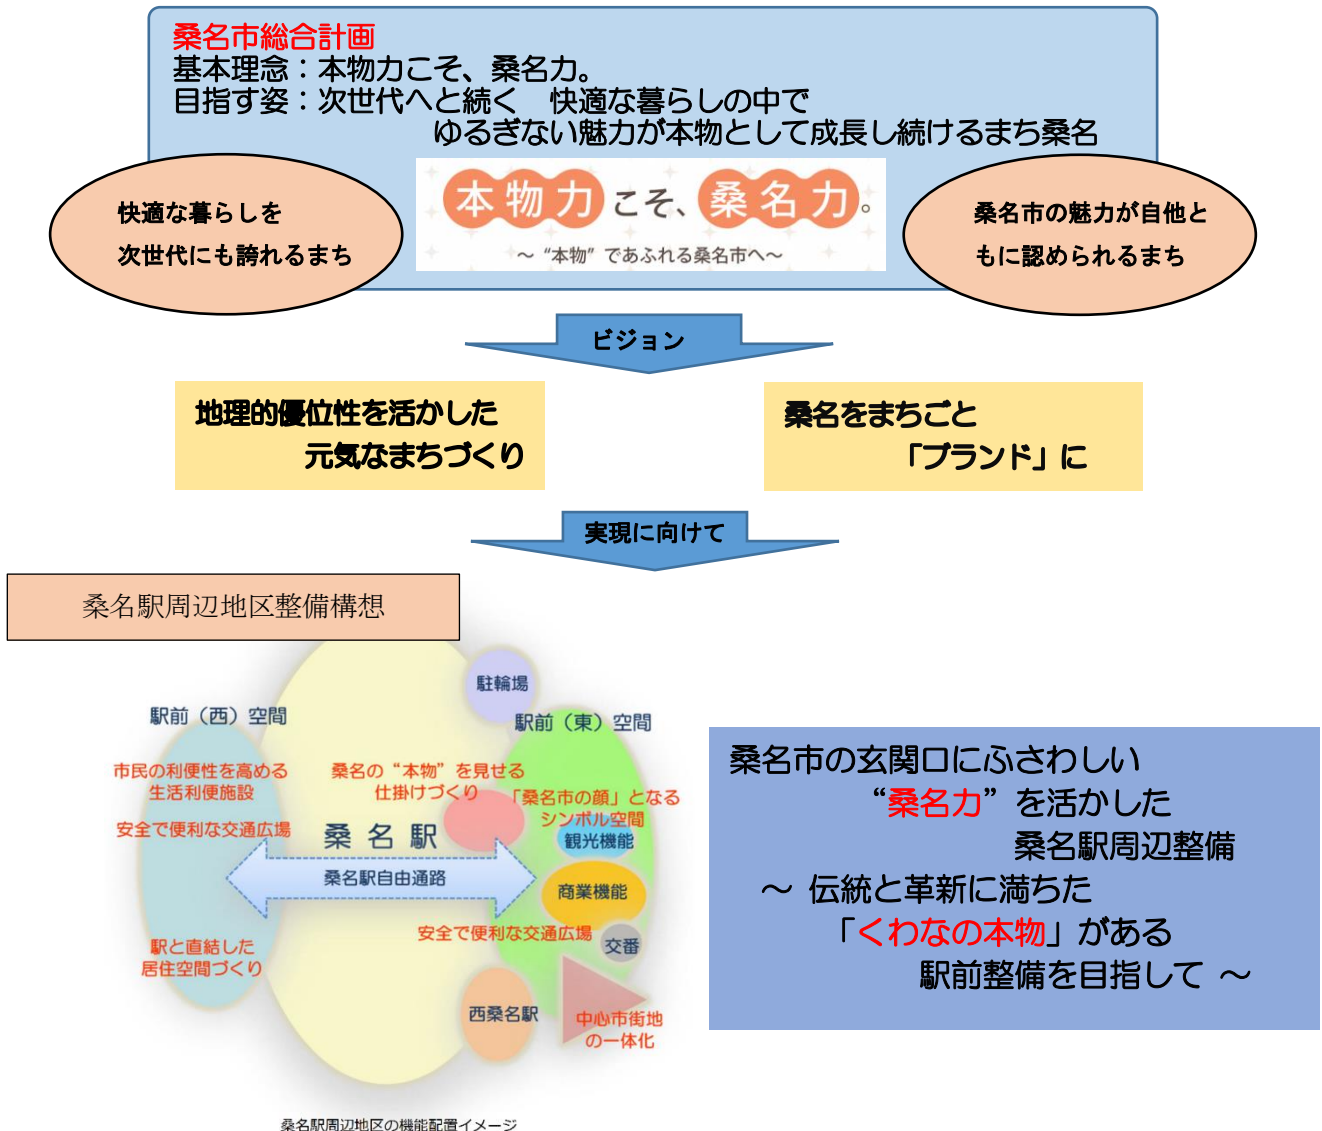 桑名市総合計画
基本理念：本物力こそ、桑名力。
目指す姿：次世代へと続く　快適な暮らしの中で
ゆるぎない魅力が本物として成長し続けるまち桑名
快適な暮らしを
次世代にも誇れるまち
本物力こそ、桑名力。
～“本物”であふれる桑名市へ～
桑名市の魅力が自他と
もに認められるまち
ビジョン
地理的優位性を活かした
元気なまちづくり
桑名をまちごと
「ブランド」に
実現に向けて
桑名駅周辺地区整備構想
駐輪場
駅前（西）空間
駅前（東）空間
市民の利便性を高める
生活利便施設
安全で便利な交通広場
桑名の“本物”を見せる
仕掛けづくり
「桑名市の顔」となる
シンボル空間
観光機能
桑名駅
桑名駅自由通路
商業機能
安全で便利な交通広場
交番
駅と直結した
居住空間づくり
西桑名駅
中心市街地
の一体化
桑名駅周辺地区の機能配置イメージ
桑名市の玄関口にふさわしい
“桑名力”を活かした
桑名駅周辺整備
～ 伝統と革新に満ちた
「くわなの本物」がある
駅前整備を目指して ～